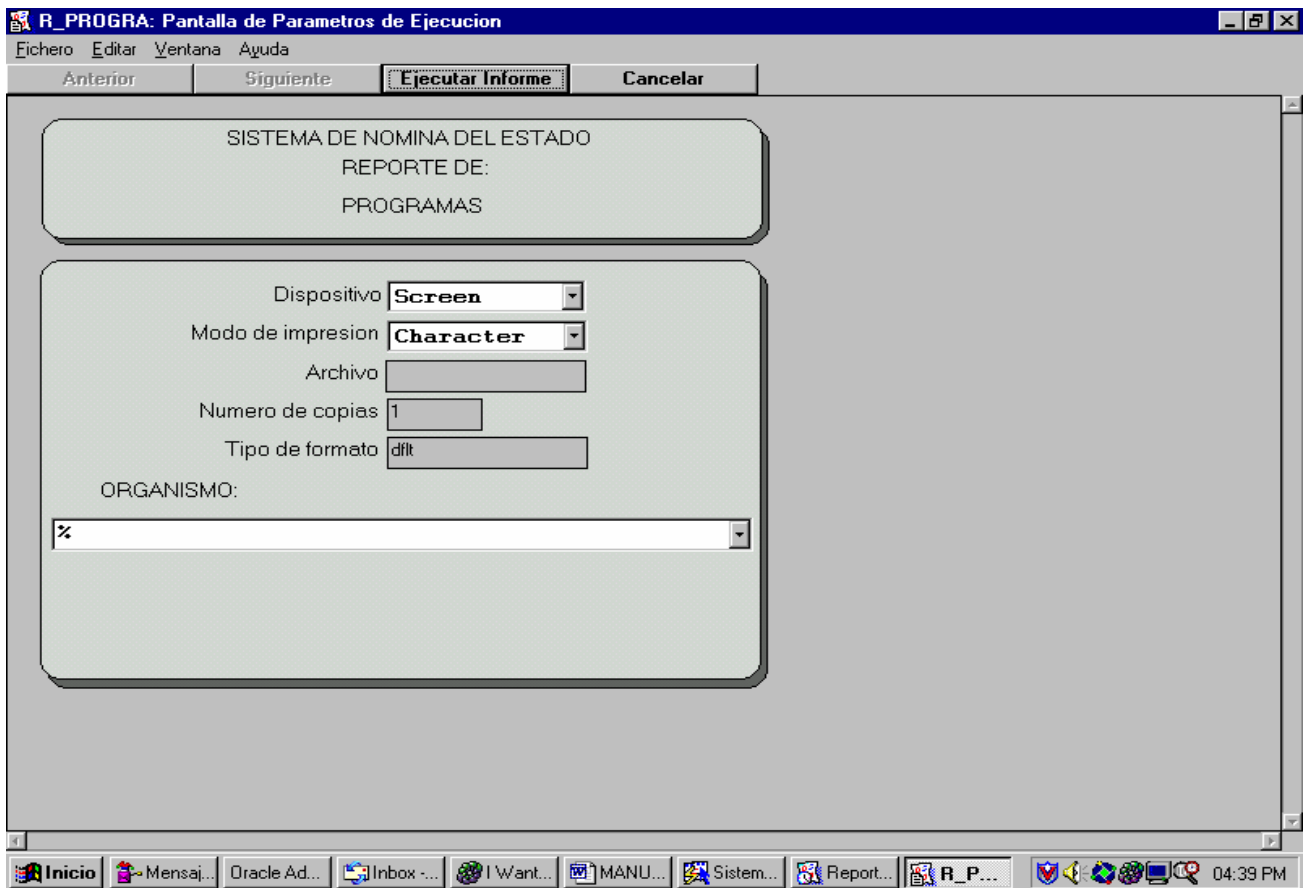 R_PROGRA: Pantalla de Parametros de Ejecucion
Fichero Editar Ventana Ayuda
Anterior Siguiente Ejecutar Informe Cancelar
SISTEMA DE NOMINA DEL ESTADO
REPORTE DE:
PROGRAMAS
Dispositivo Screen
Modo de impresion Character
Archivo
Numero de copias 1
Tipo de formato dflt
ORGANISMO:
%
Inicio Mensaj... Oracle Ad... Inbox -... I Want... MANU... Sistem... Report... R_P... 04:39 PM